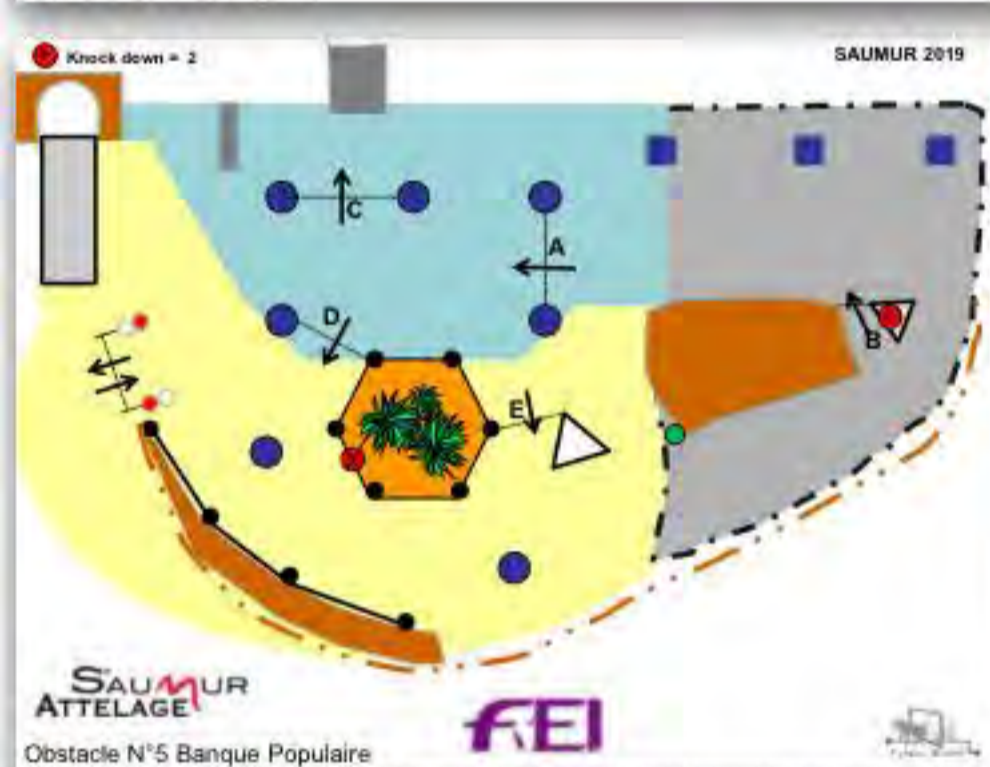 Knock down = 2
SAUMUR 2019
C
A
D
B
E
SAUMUR
ATTELAGE
FEI
Obstacle N°5 Banque Populaire